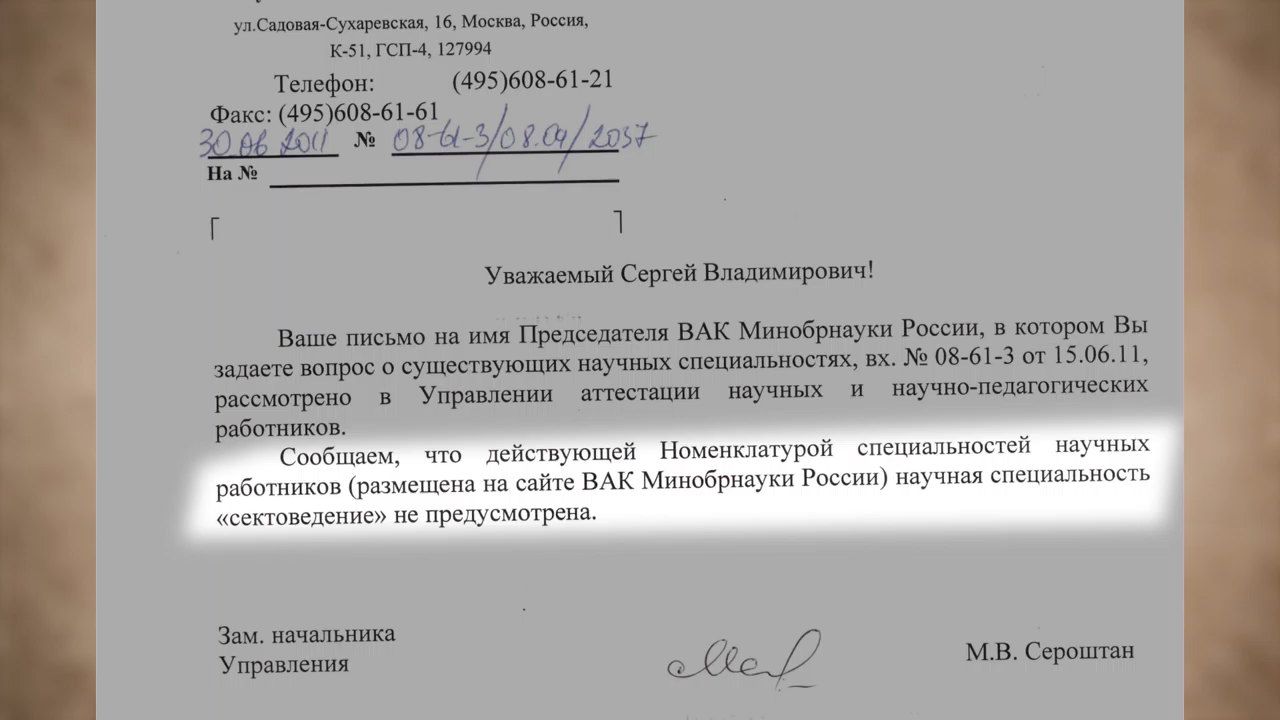 ул.Садовая-Сухаревская, 16, Москва, Россия,
К-51, ГСП-4, 127994
Телефон: (495)608-61-21
Факс: (495)608-61-61
30.06 2011 № 08-61-3/08.04/2037
На №
Уважаемый Сергей Владимирович!
Ваше письмо на имя Председателя ВАК Минобрнауки России, в котором Вы
задаете вопрос о существующих научных специальностях, вх. № 08-61-3 от 15.06.11,
рассмотрено в Управлении аттестации научных и научно-педагогических
работников.
Сообщаем, что действующей Номенклатурой специальностей научных
работников (размещена на сайте ВАК Минобрнауки России) научная специальность
«сектоведение» не предусмотрена.
Зам. начальника
Управления
М.В. Сероштан